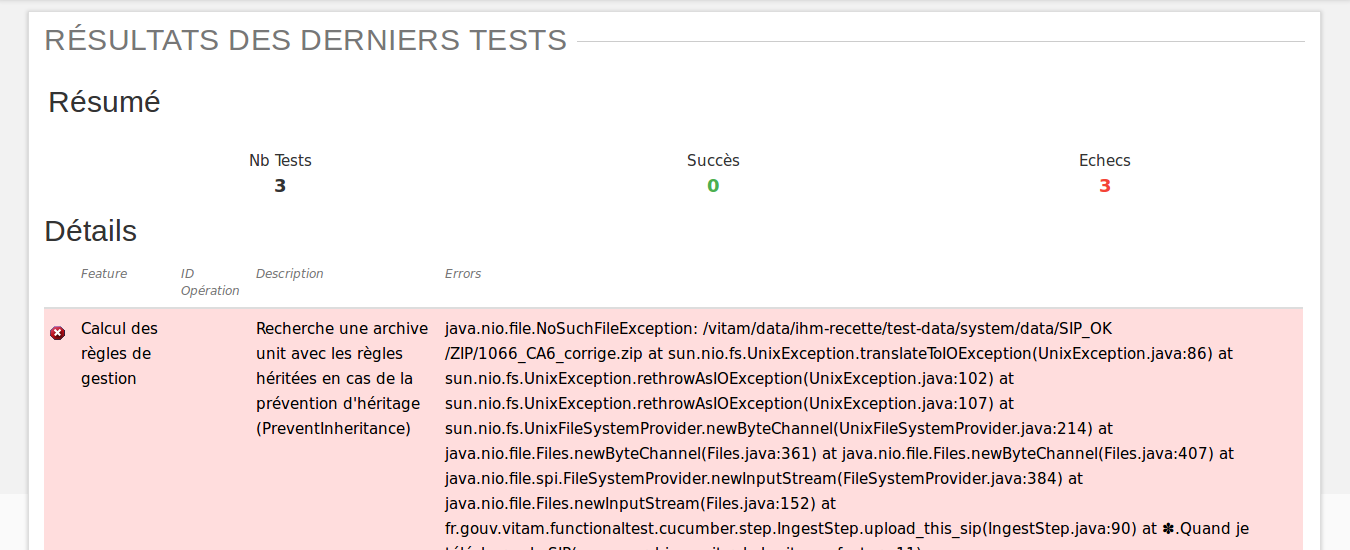 RÉSULTATS DES DERNIERS TESTS
Résumé
Nb Tests
Succès
Echecs
3
0
3
Détails
Feature
ID
Opération
Description
Errors
Calcul des
règles de
gestion
Recherche une archive
unit avec les règles
héritées en cas de la
prévention d'héritage
(PreventInheritance)
java.nio.file.NoSuchFileException: /vitam/data/ihm-recette/test-data/system/data/SIP_OK
/ZIP/1066_CA6_corrige.zip at sun.nio.fs.UnixException.translateToIOException(UnixException.java:86) at
sun.nio.fs.UnixException.rethrowAsIOException(UnixException.java:102) at
sun.nio.fs.UnixException.rethrowAsIOException(UnixException.java:107) at
sun.nio.fs.UnixFileSystemProvider.newByteChannel(UnixFileSystemProvider.java:214) at
java.nio.file.Files.newByteChannel(Files.java:361) at java.nio.file.Files.newByteChannel(Files.java:407) at
java.nio.file.spi.FileSystemProvider.newInputStream(FileSystemProvider.java:384) at
java.nio.file.Files.newInputStream(Files.java:152) at
fr.gouv.vitam.functionaltest.cucumber.step.IngestStep.upload_this_sip(IngestStep.java:90) at ✽.Quand je